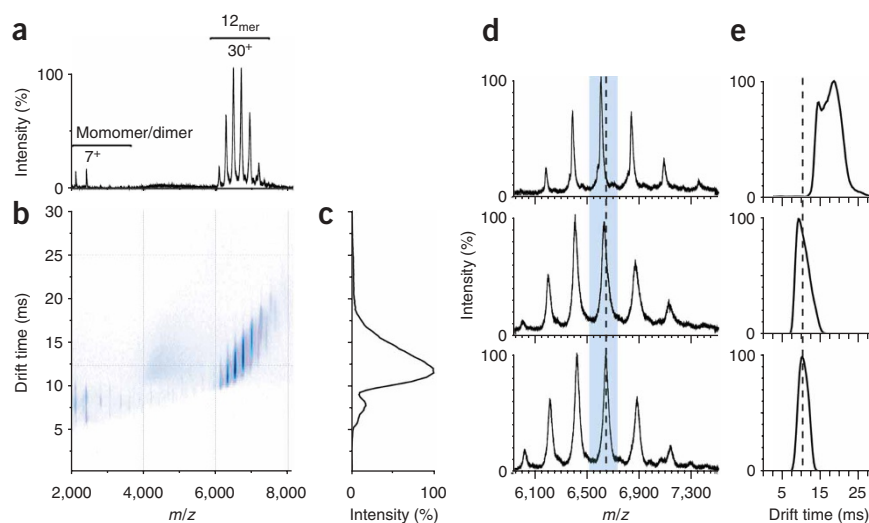 a
12mer
30+
100
Intensity (%)
Momomer/dimer
7+
0
b
30
25
20
15
10
5
0
Drift time (ms)
2,000
4,000
6,000
8,000
m/z
c
0
100
Intensity (%)
d
100
0
100
0
100
0
Intensity (%)
6,100
6,500
6,900
7,300
m/z
e
100
0
100
0
100
0
5
15
25
Drift time (ms)